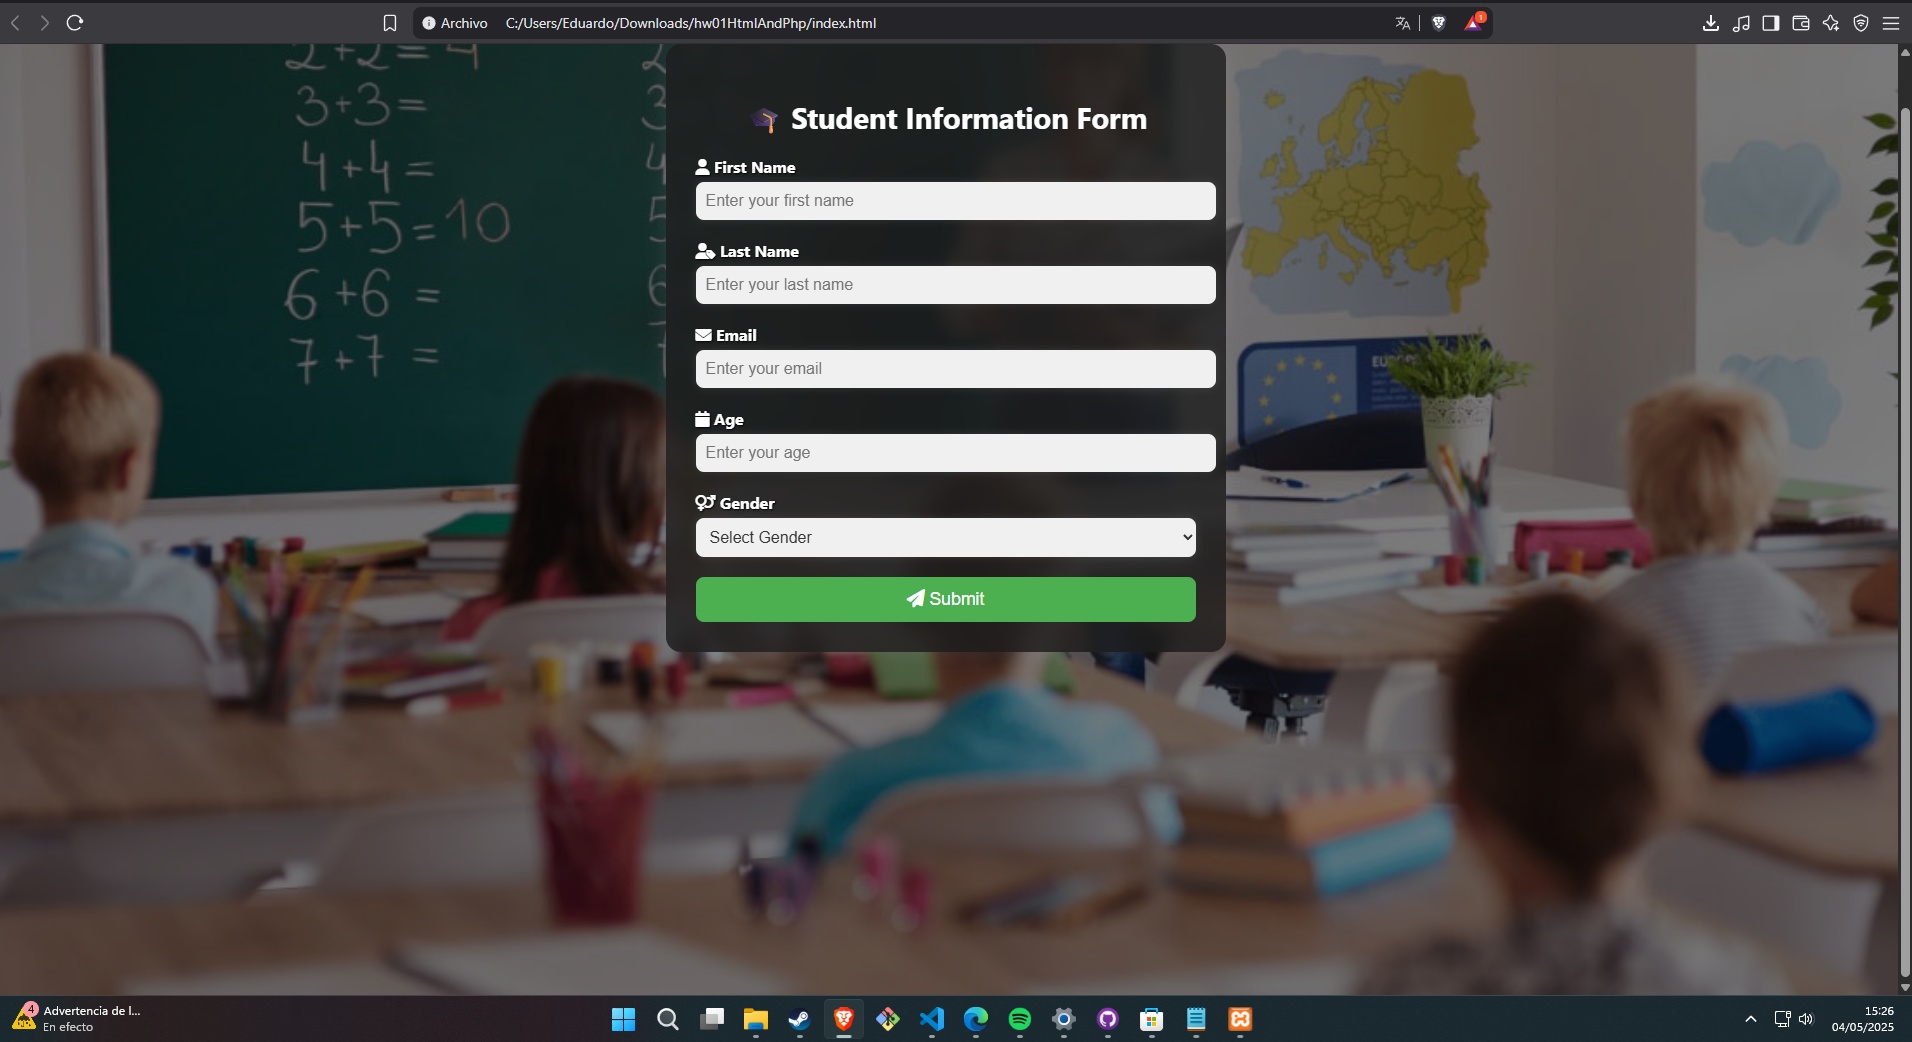 Archivo C:/Users/Eduardo/Downloads/hw01HtmlAndPhp/index.html
1
2+2= 4
3+3=
4+4=
5+5=10
6+6=
7+7=
Student Information Form
First Name
Enter your first name
Last Name
Enter your last name
Email
Enter your email
Age
Enter your age
Gender
Select Gender
Submit
4
Advertencia de l...
En efecto
15:26
04/05/2025